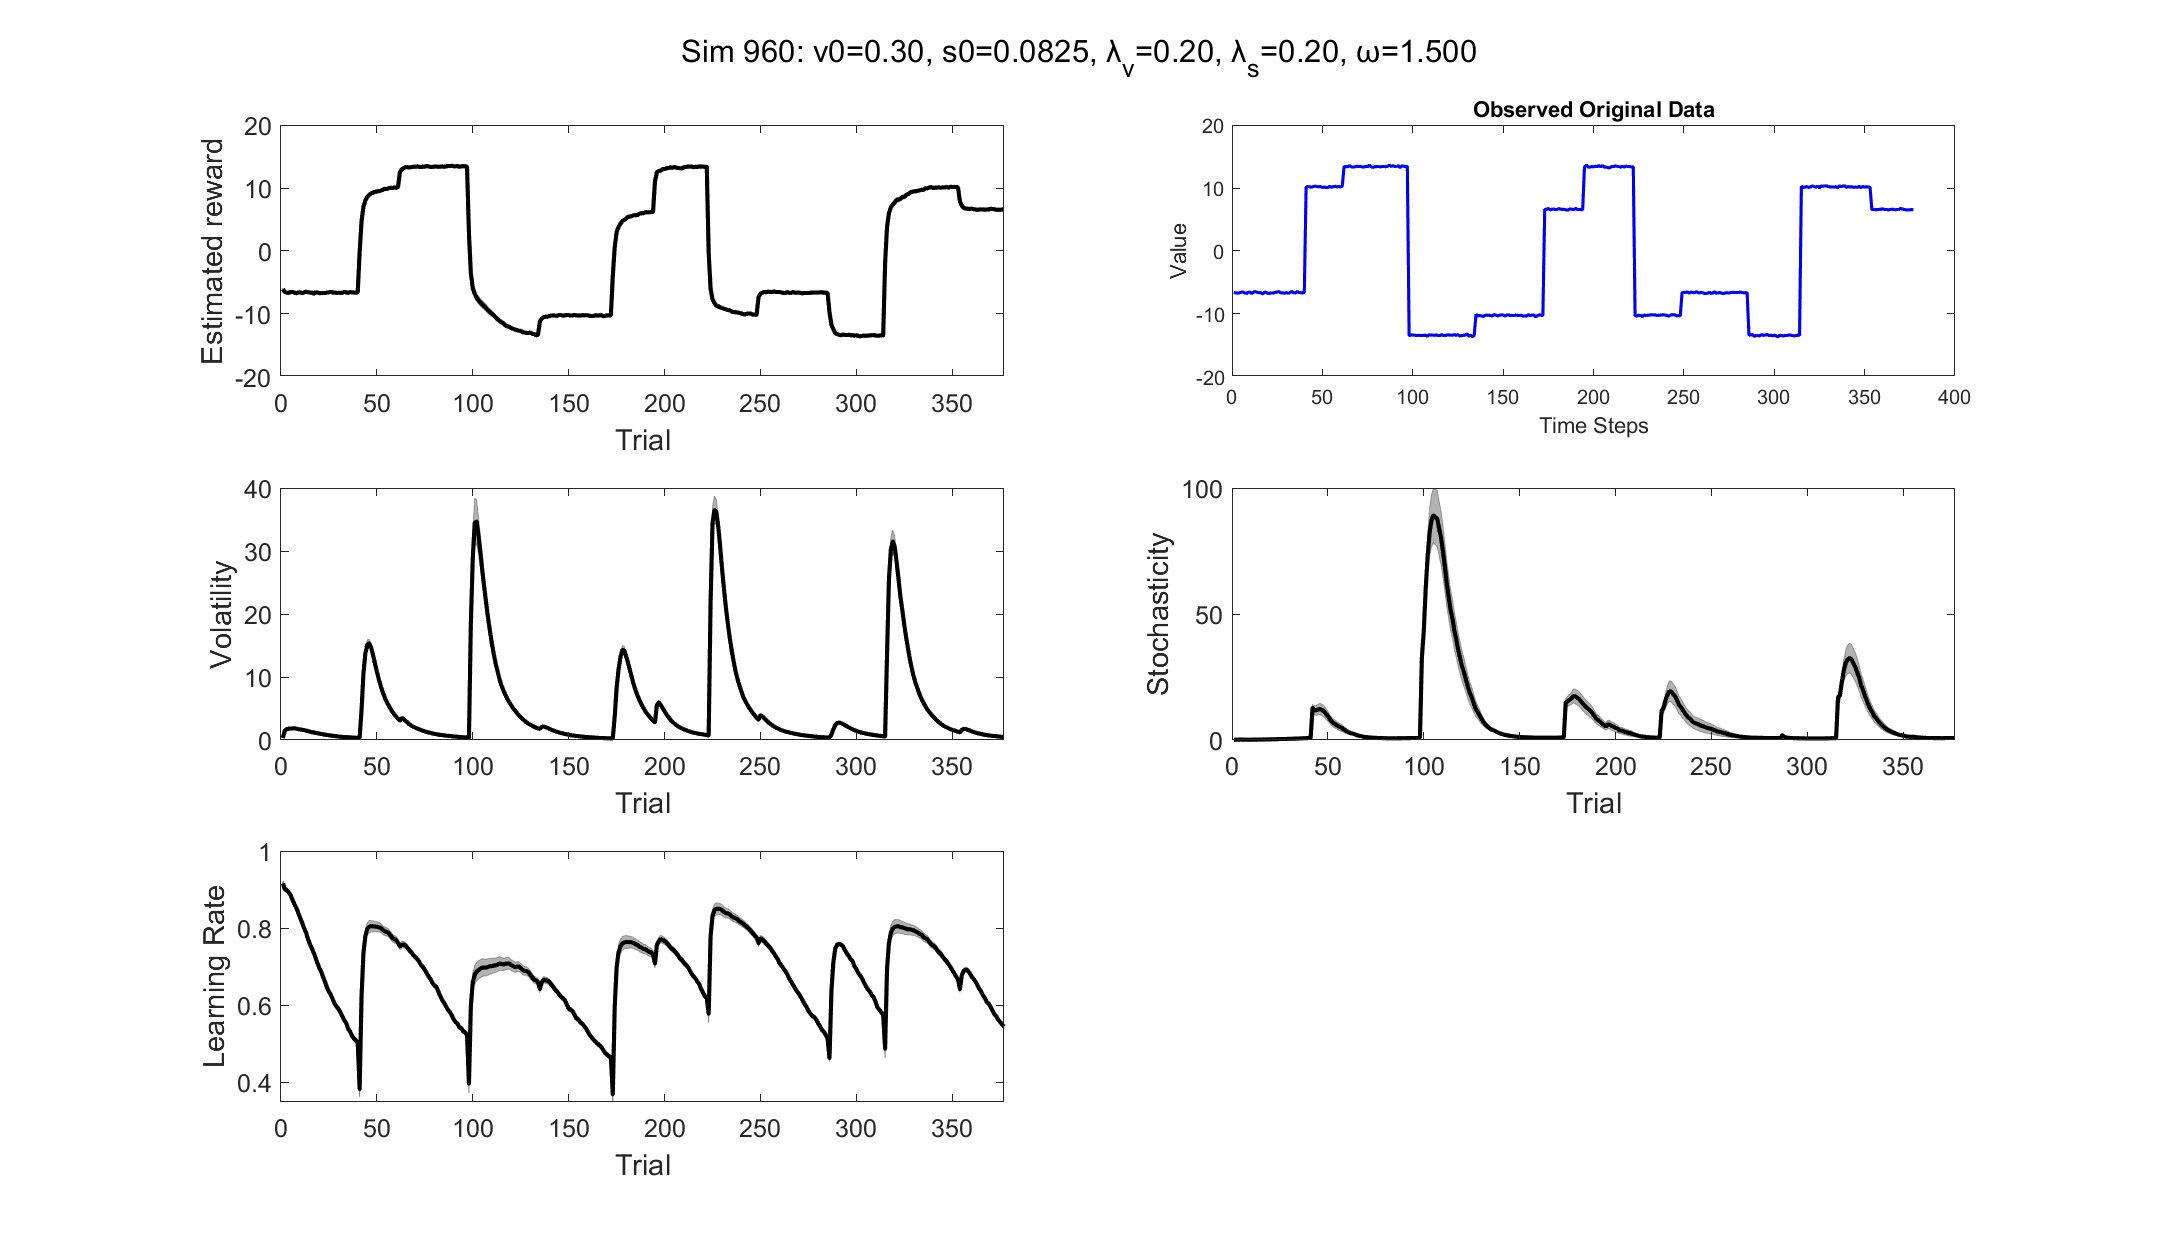 Sim 960: v0=0.30, s0=0.0825, λv=0.20, λs=0.20, ω=1.500
Estimated reward
20
10
0
-10
-20
0 50 100 150 200 250 300 350
Trial
Observed Original Data
Value
20
10
0
-10
-20
0 50 100 150 200 250 300 350 400
Time Steps
Volatility
40
30
20
10
0
0 50 100 150 200 250 300 350
Trial
Stochasticity
100
50
0
0 50 100 150 200 250 300 350
Trial
Learning Rate
1
0.8
0.6
0.4
0 50 100 150 200 250 300 350
Trial